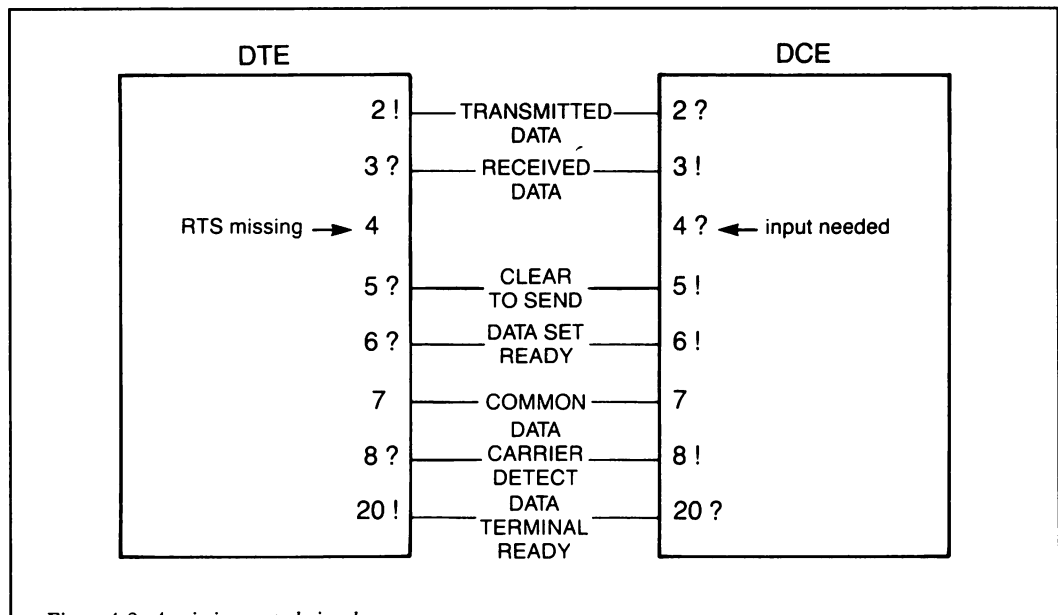 DTE DCE
2 ! TRANSMITTED DATA 2 ?
3 ? RECEIVED DATA 3 !
RTS missing → 4 4 ? ← input needed
5 ? CLEAR TO SEND 5 !
6 ? DATA SET READY 6 !
7 COMMON 7
8 ? DATA CARRIER DETECT 8 !
20 ! DATA TERMINAL READY 20 ?